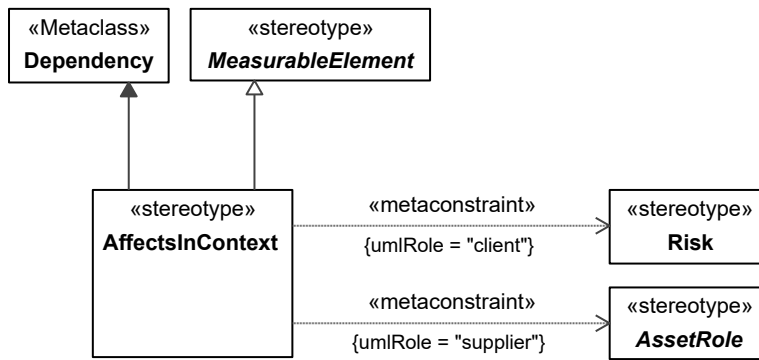 «Metaclass»
Dependency
«stereotype»
MeasurableElement
«stereotype»
AffectsInContext
«metaconstraint»
{umlRole = "client"}
«stereotype»
Risk
«metaconstraint»
{umlRole = "supplier"}
«stereotype»
AssetRole